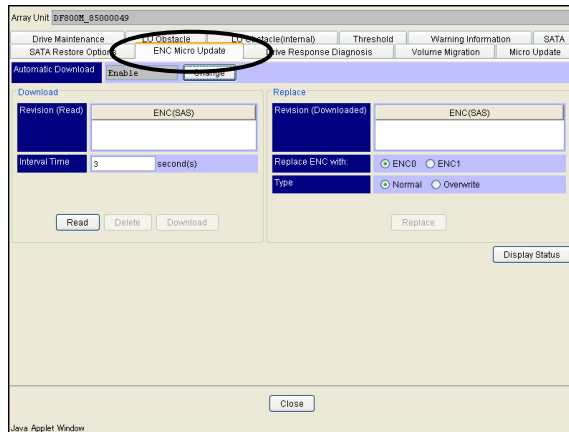 Array Unit DF800M_85000049
Drive Maintenance LU Obstacle LU Obstacle(internal) Threshold Warning Information SATA
SATA Restore Options ENC Micro Update Drive Response Diagnosis Volume Migration Micro Update
Automatic Download Enable Change
Download
Revision (Read) ENC(SAS)
Interval Time 3 second(s)
Read Delete Download
Replace
Revision (Downloaded) ENC(SAS)
Replace ENC with: ENC0 ENC1
Type Normal Overwrite
Replace
Display Status
Close
Java Applet Window